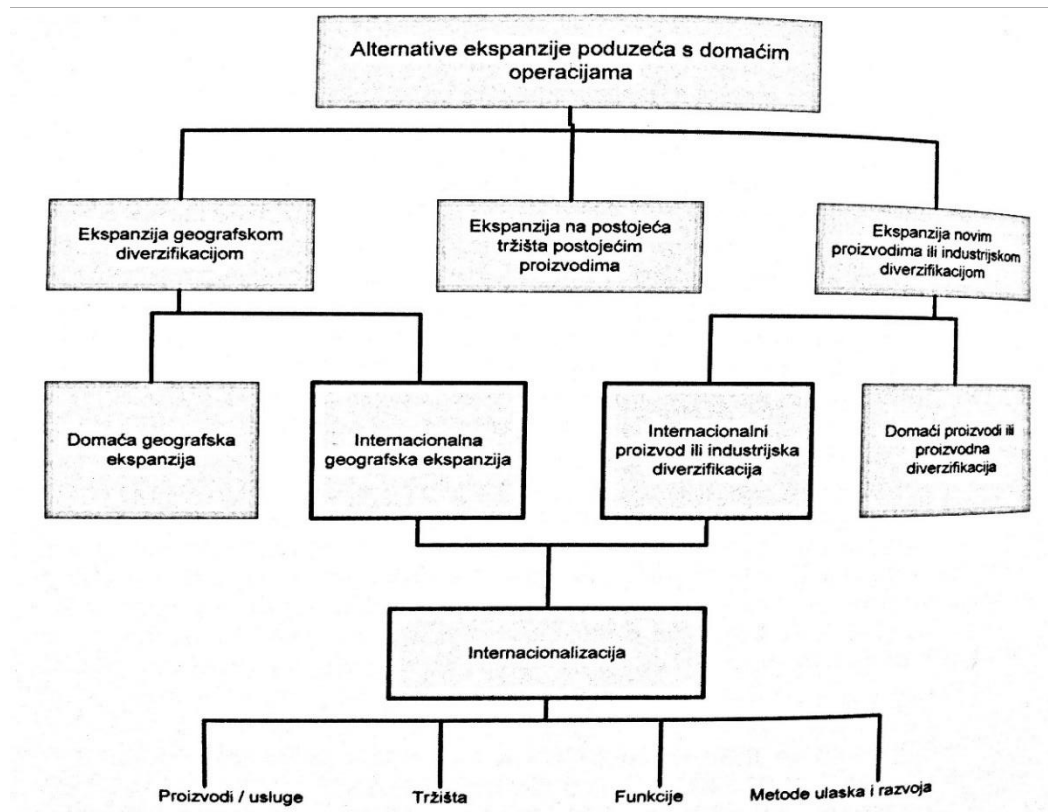 Alternative ekspanzije poduzeća s domaćim
operacijama
Ekspanzija geografskom
diverzifikacijom
Ekspanzija na postojeća
tržišta postojećim
proizvodima
Ekspanzija novim
proizvodima ili industrijskom
diverzifikacijom
Domaća geografska
ekspanzija
Internacionalna
geografska ekspanzija
Internacionalni
proizvod ili industrijska
diverzifikacija
Domaći proizvodi ili
proizvodna
diverzifikacija
Internacionalizacija
Proizvodi / usluge
Tržišta
Funkcije
Metode ulaska i razvoja